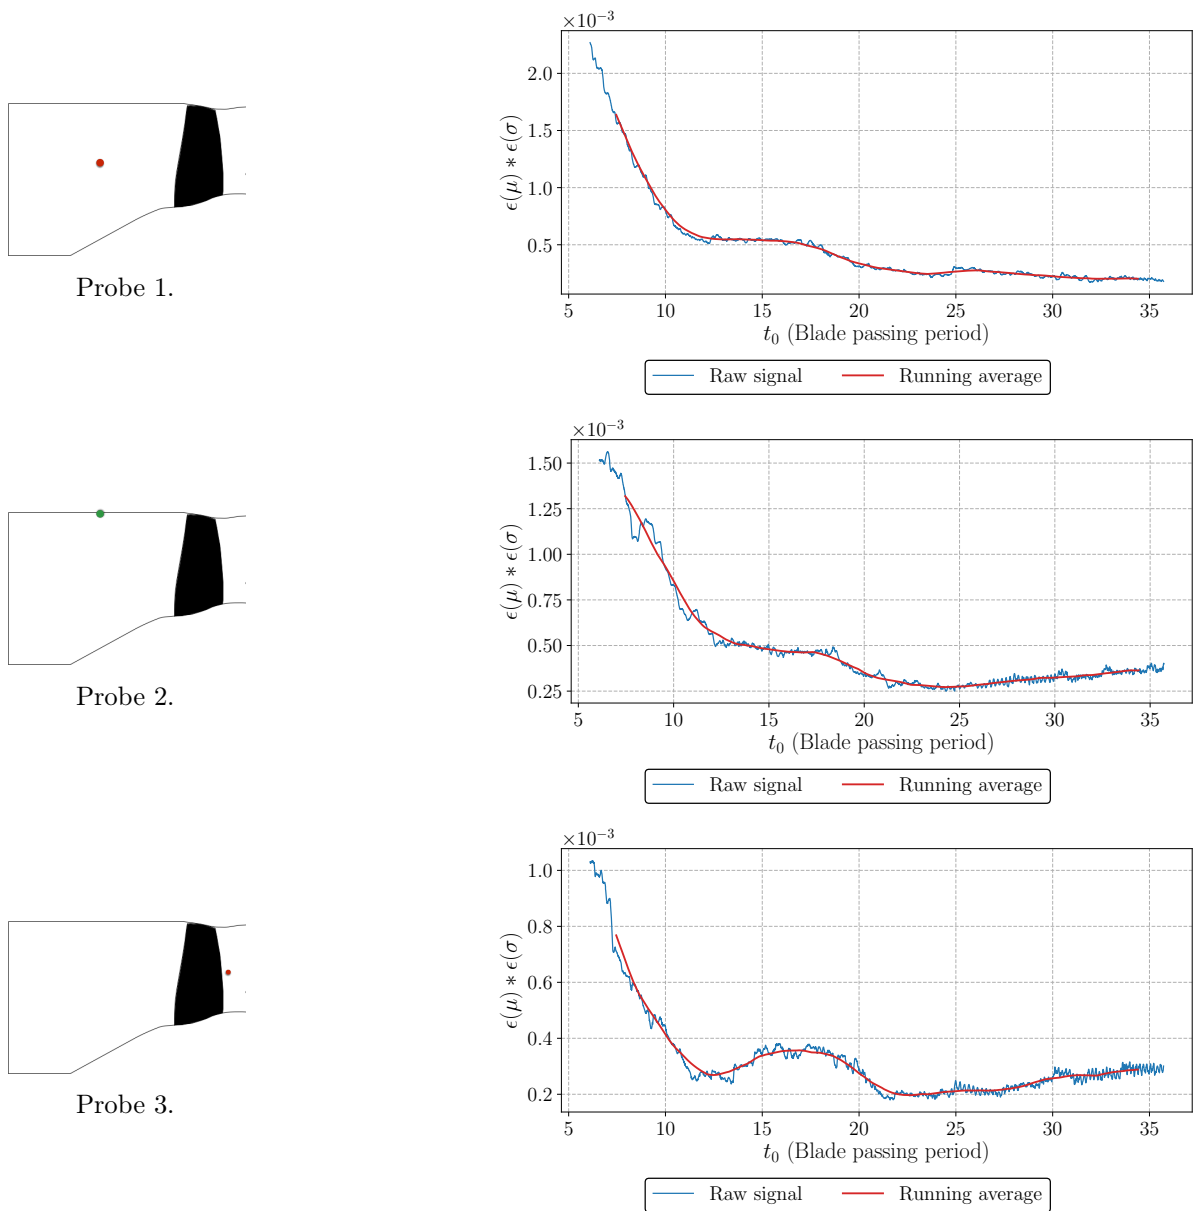 ×10⁻³
2.0
1.5
1.0
0.5
ϵ(μ) ∗ ϵ(σ)
5 10 15 20 25 30 35
t₀ (Blade passing period)
Raw signal Running average
Probe 1.
×10⁻³
1.50
1.25
1.00
0.75
0.50
0.25
ϵ(μ) ∗ ϵ(σ)
5 10 15 20 25 30 35
t₀ (Blade passing period)
Raw signal Running average
Probe 2.
×10⁻³
1.0
0.8
0.6
0.4
0.2
ϵ(μ) ∗ ϵ(σ)
5 10 15 20 25 30 35
t₀ (Blade passing period)
Raw signal Running average
Probe 3.